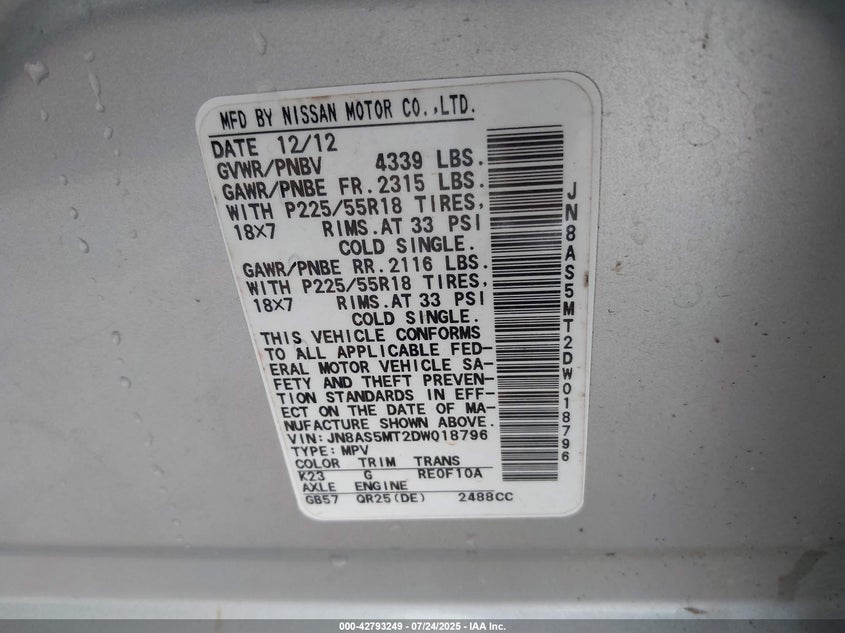 MFD BY NISSAN MOTOR CO.,LTD.
DATE 12/12
GVWR/PNBV 4339 LBS.
GAWR/PNBE FR.2315 LBS.
WITH P225/55R18 TIRES,
18X7 RIMS.AT 33 PSI
COLD SINGLE.
GAWR/PNBE RR.2116 LBS.
WITH P225/55R18 TIRES,
18X7 RIMS.AT 33 PSI
COLD SINGLE.
THIS VEHICLE CONFORMS
TO ALL APPLICABLE FED-
ERAL MOTOR VEHICLE SA-
FETY AND THEFT PREVEN-
TION STANDARDS IN EFF-
ECT ON THE DATE OF MA-
NUFACTURE SHOWN ABOVE.
VIN:JN8AS5MT2DW018796
TYPE:MPV
COLOR TRIM TRANS
K23 G RE0F10A
AXLE ENGINE
GB57 QR25(DE) 2488CC
JN8AS5MT2DW018796
000-42793249 - 07/24/2025 - IAA Inc.